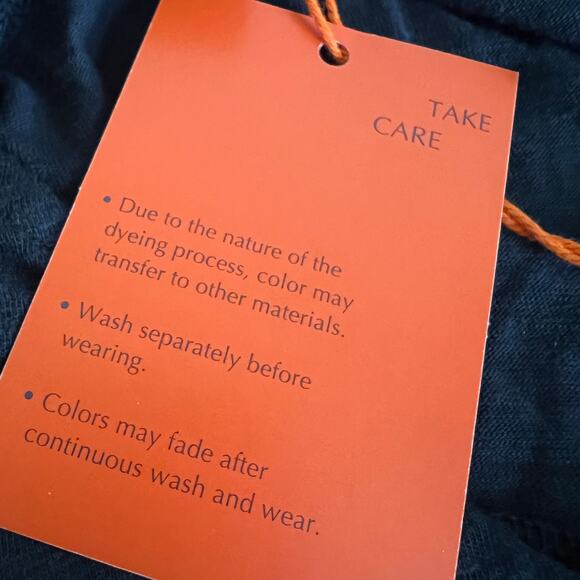 TAKE
CARE
• Due to the nature of the
dyeing process, color may
transfer to other materials.
• Wash separately before
wearing.
• Colors may fade after
continuous wash and wear.